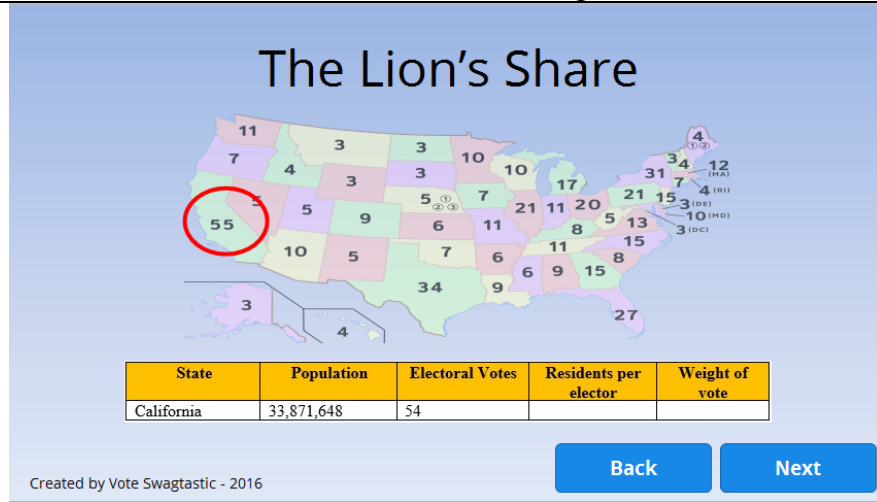 The Lion's Share
11 3 3 10 4 ①②
7 4 3 3 10 17 31 3 4 12 (MA)
7 4 (RI)
5 5 9 5 ① ② ③ 7 21 11 20 21 15 3 (DE)
55 6 11 8 5 13 10 (MD)
3 (DC)
10 5 7 6 11 15
34 9 6 9 15 8
3 4 27
State Population Electoral Votes Residents per elector Weight of vote
California 33,871,648 54
Back Next
Created by Vote Swagtastic - 2016